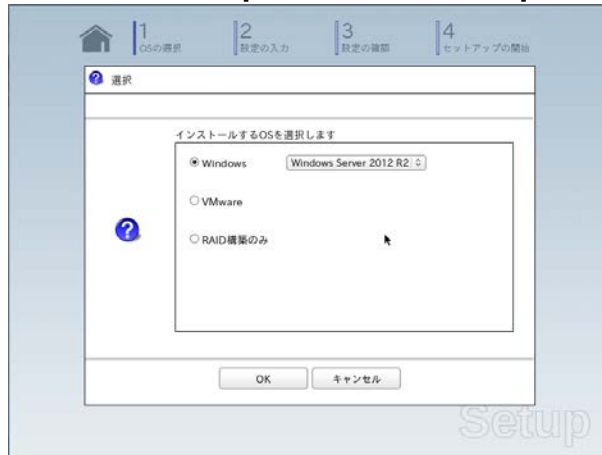 1
OSの選択
2
設定の入力
3
設定の確認
4
セットアップの開始
選択
インストールするOSを選択します
Windows
Windows Server 2012 R2
VMware
RAID構築のみ
OK
キャンセル
Setup